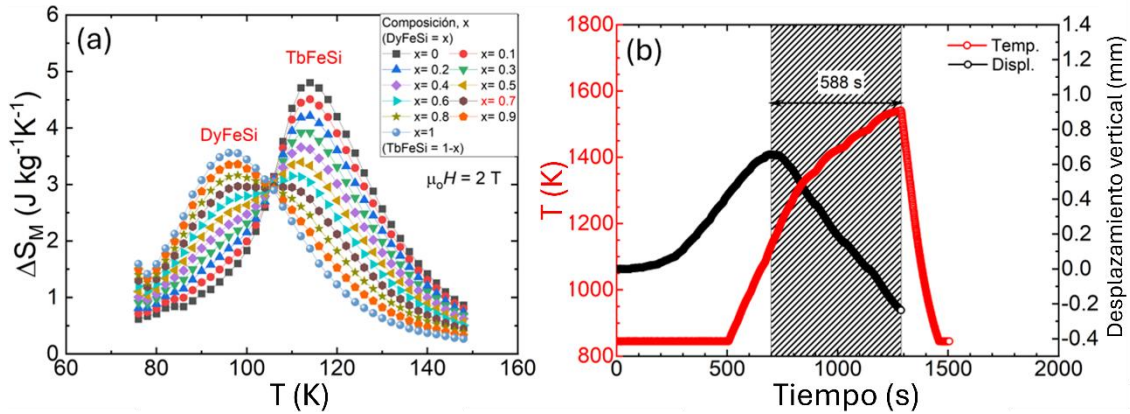 (a)
Composición, x
(DyFeSi = x)
x= 0 x= 0.1
x= 0.2 x= 0.3
x= 0.4 x= 0.5
x= 0.6 x= 0.7
x= 0.8 x= 0.9
x=1
(TbFeSi = 1-x)
TbFeSi
DyFeSi
μoH = 2 T
6
5
4
3
2
1
0
ΔSM (J kg-1K-1)
60 80 100 120 140 160
T (K)
(b)
Temp.
Displ.
588 s
1800
1600
1400
1200
1000
800
T (K)
1.4
1.2
1.0
0.8
0.6
0.4
0.2
0.0
-0.2
-0.4
Desplazamiento vertical (mm)
0 500 1000 1500 2000
Tiempo (s)